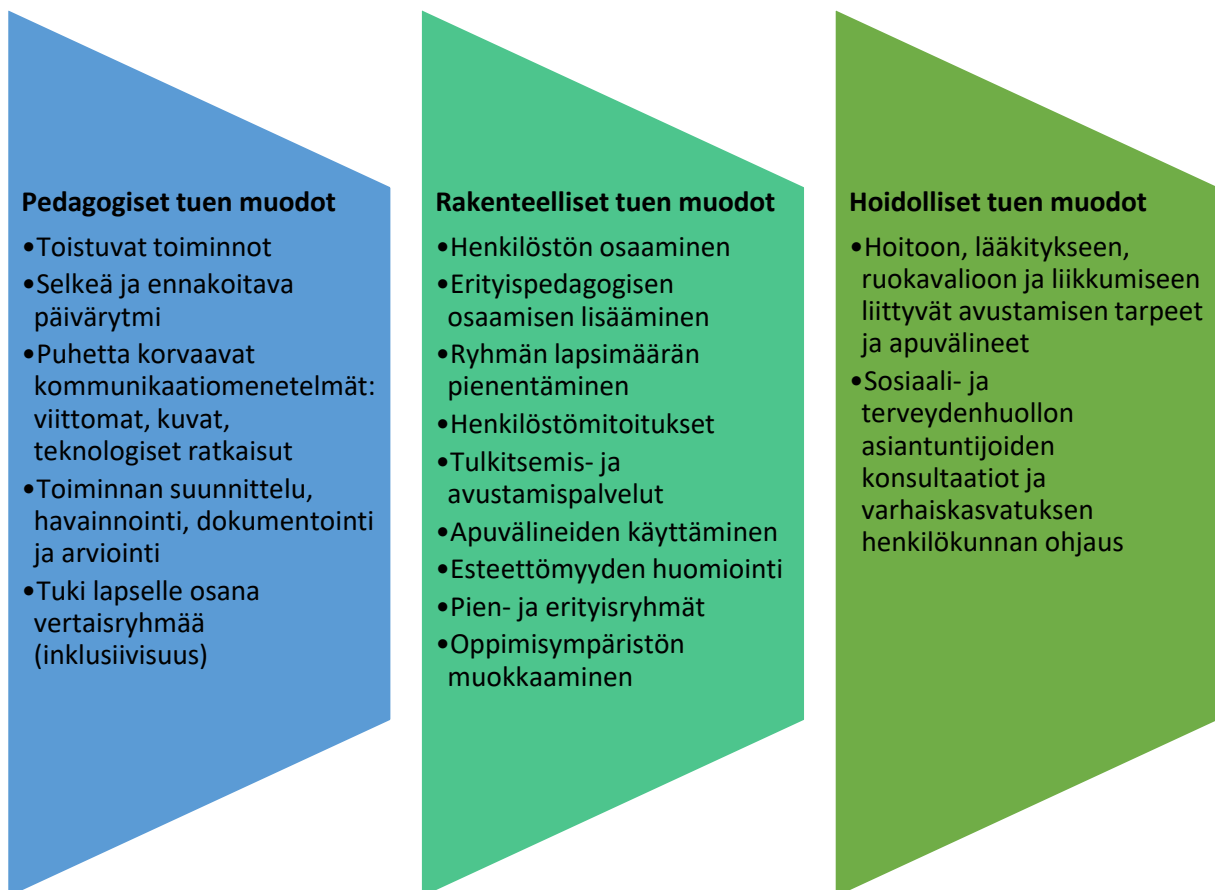 Pedagogiset tuen muodot
•Toistuvat toiminnot
•Selkeä ja ennakoitava
päivärytmi
•Puhetta korvaavat
kommunikaatiomenetelmät:
viittomat, kuvat,
teknologiset ratkaisut
•Toiminnan suunnittelu,
havainnointi, dokumentointi
ja arviointi
•Tuki lapselle osana
vertaisryhmää
(inklusiivisuus)
Rakenteelliset tuen muodot
•Henkilöstön osaaminen
•Erityispedagogisen
osaamisen lisääminen
•Ryhmän lapsimäärän
pienentäminen
•Henkilöstömitoitukset
•Tulkitsemis- ja
avustamispalvelut
•Apuvälineiden käyttäminen
•Esteettömyyden huomiointi
•Pien- ja erityisryhmät
•Oppimisympäristön
muokkaaminen
Hoidolliset tuen muodot
•Hoitoon, lääkitykseen,
ruokavalioon ja liikkumiseen
liittyvät avustamisen tarpeet
ja apuvälineet
•Sosiaali- ja
terveydenhuollon
asiantuntijoiden
konsultaatiot ja
varhaiskasvatuksen
henkilökunnan ohjaus